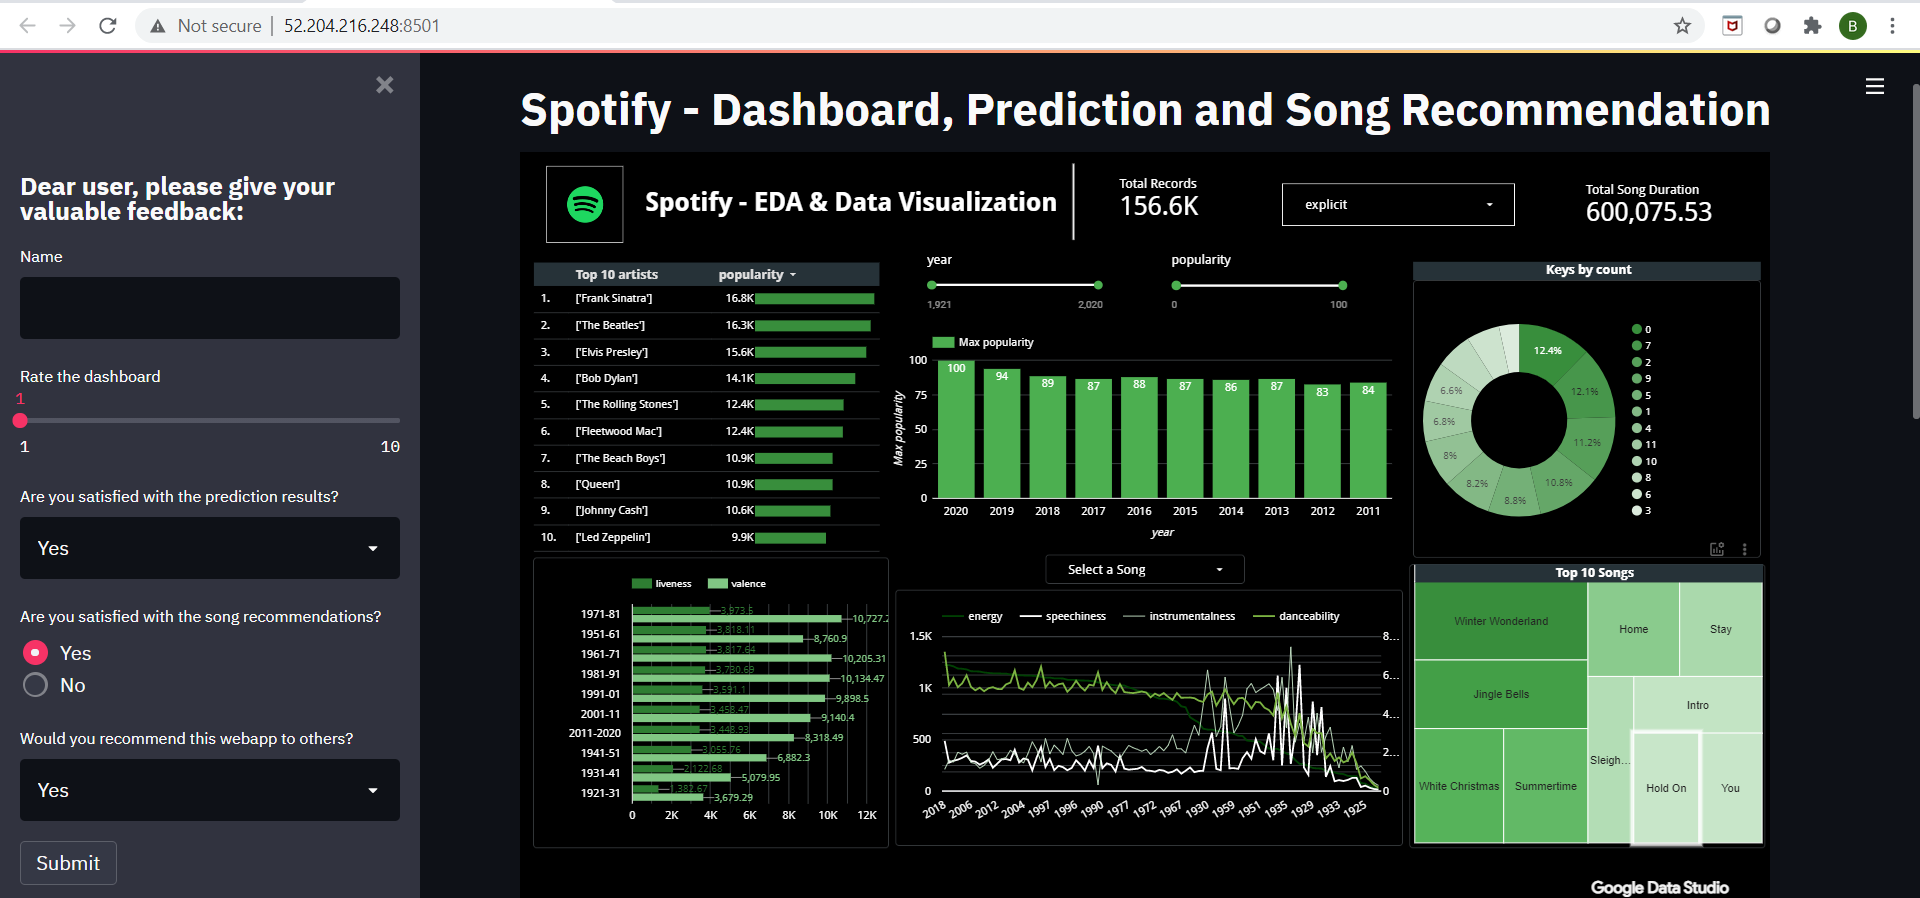 Not secure | 52.204.216.248:8501
B
Spotify - Dashboard, Prediction and Song Recommendation
Dear user, please give your
valuable feedback:
Name
Rate the dashboard
1
1 10
Are you satisfied with the prediction results?
Yes
Are you satisfied with the song recommendations?
Yes
No
Would you recommend this webapp to others?
Yes
Submit
Spotify - EDA & Data Visualization
Total Records
156.6K
explicit
Total Song Duration
600,075.53
Top 10 artists popularity
1. ['Frank Sinatra'] 16.8K
2. ['The Beatles'] 16.3K
3. ['Elvis Presley'] 15.6K
4. ['Bob Dylan'] 14.1K
5. ['The Rolling Stones'] 12.4K
6. ['Fleetwood Mac'] 12.4K
7. ['The Beach Boys'] 10.9K
8. ['Queen'] 10.9K
9. ['Johnny Cash'] 10.6K
10. ['Led Zeppelin'] 9.9K
year
1,921 2,020
popularity
0 100
Max popularity
100
75
50
25
0
Max popularity
100 94 89 87 88 87 86 87 83 84
2020 2019 2018 2017 2016 2015 2014 2013 2012 2011
year
Keys by count
12.4%
12.1%
11.2%
10.8%
8.8%
8.2%
8%
6.8%
6.6%
0
7
2
9
5
1
4
11
10
8
6
3
liveness valence
1971-81 3,973.5 10,727.2
1951-61 3,818.11 8,760.9
1961-71 3,817.64 10,205.31
1981-91 3,730.69 10,134.47
1991-01 3,591.1 9,898.5
2001-11 3,458.47 9,140.4
2011-2020 3,448.93 8,318.49
1941-51 3,055.76 6,882.3
1931-41 2,122.68 5,079.95
1921-31 1,382.67 3,679.29
0 2K 4K 6K 8K 10K 12K
Select a Song
energy speechiness instrumentalness danceability
1.5K 8...
1K 6...
500 4...
2...
0 0
2018 2006 2012 2004 1997 1996 1990 1977 1972 1967 1930 1959 1951 1935 1929 1933 1925
Top 10 Songs
Winter Wonderland
Home
Stay
Jingle Bells
Intro
White Christmas
Summertime
Sleigh...
Hold On
You
Google Data Studio